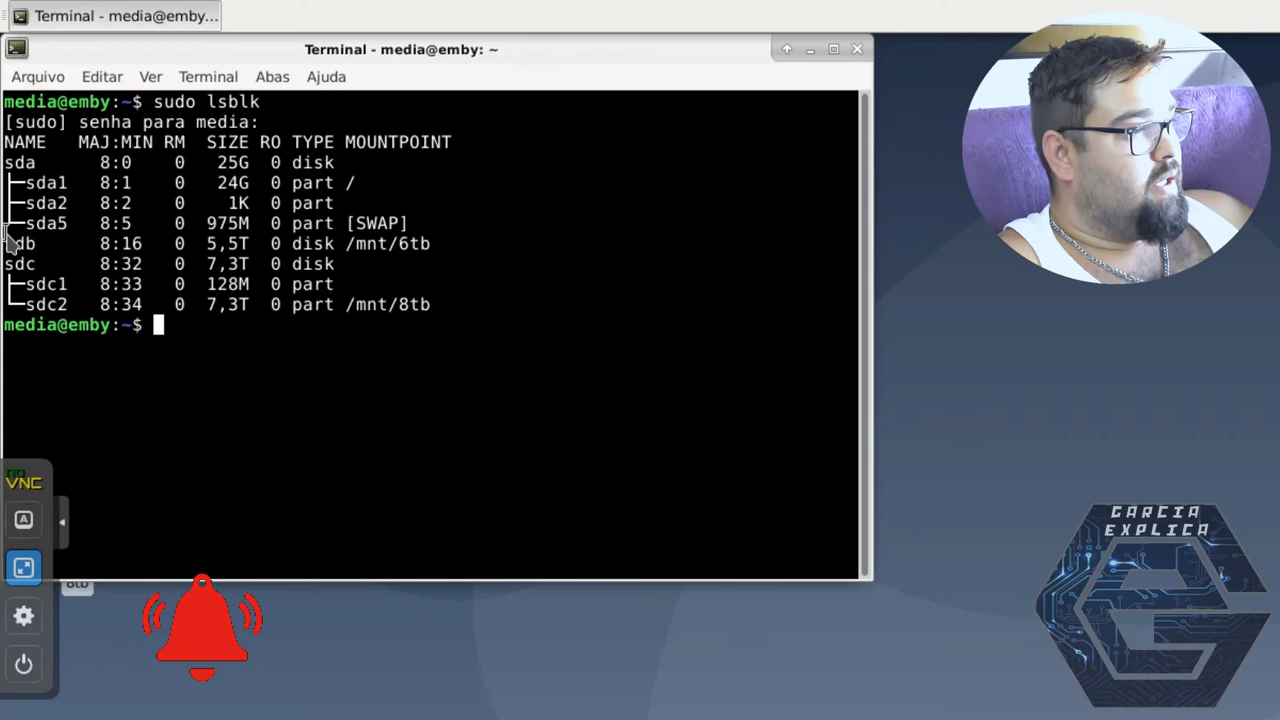 Terminal - media@emby...
Terminal - media@emby: ~
Arquivo Editar Ver Terminal Abas Ajuda
media@emby:~$ sudo lsblk
[sudo] senha para media:
NAME MAJ:MIN RM SIZE RO TYPE MOUNTPOINT
sda 8:0 0 25G 0 disk
├─sda1 8:1 0 24G 0 part /
├─sda2 8:2 0 1K 0 part
└─sda5 8:5 0 975M 0 part [SWAP]
db 8:16 0 5,5T 0 disk /mnt/6tb
sdc 8:32 0 7,3T 0 disk
├─sdc1 8:33 0 128M 0 part
└─sdc2 8:34 0 7,3T 0 part /mnt/8tb
media@emby:~$
no
VNC
A
8tb
GARCIA
EXPLICA